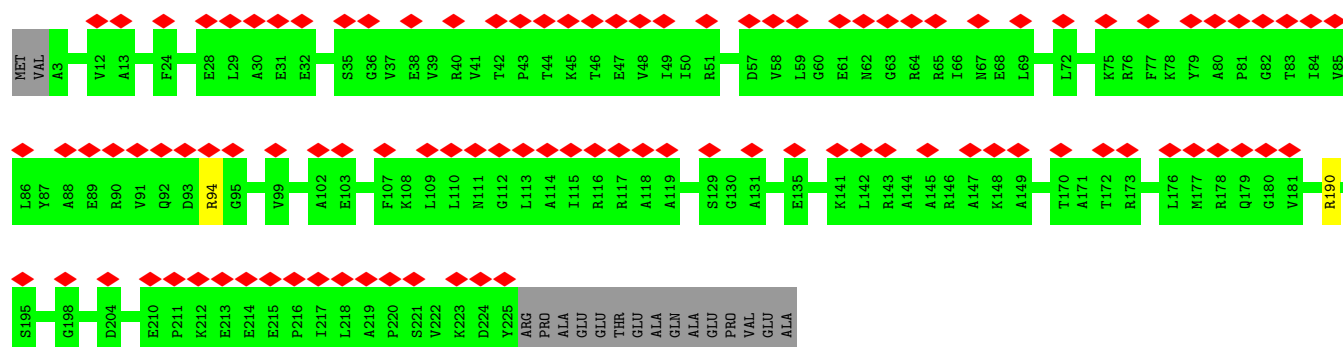 MET VAL A3 V12 A13 F24 E28 L29 A30 E31 E32 S35 G36 V37 E38 V39 R40 V41 T42 P43 T44 K45 T46 E47 V48 I49 I50 R51 D57 V58 L59 G60 E61 N62 G63 R64 R65 I66 N67 E68 L69 L72 K75 R76 F77 K78 Y79 A80 P81 G82 T83 I84 V85
L86 Y87 A88 E89 R90 V91 Q92 D93 R94 G95 V99 A102 E103 F107 K108 L109 L110 N111 G112 L113 A114 I115 R116 R117 A118 A119 S129 G130 A131 E135 K141 L142 R143 A144 A145 R146 A147 K148 A149 T170 A171 T172 R173 L176 M177 R178 Q179 G180 V181 R190
S195 G198 D204 E210 P211 K212 E213 E214 E215 P216 I217 L218 A219 P220 S221 V222 K223 D224 Y225 ARG PRO ALA GLU GLU THR GLU ALA GLN ALA GLU PRO VAL GLU ALA